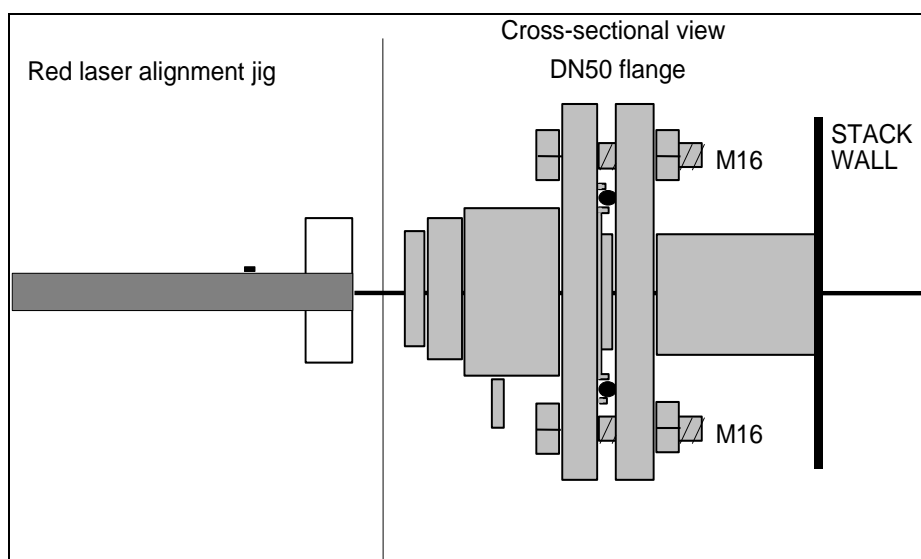 Cross-sectional view
Red laser alignment jig
DN50 flange
STACK
WALL
M16
M16